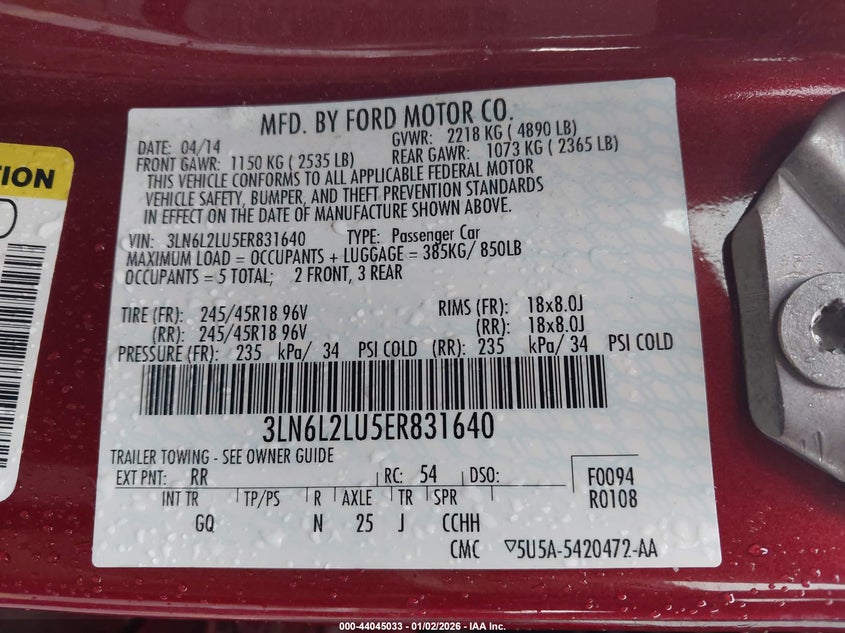 MFD. BY FORD MOTOR CO.
DATE: 04/14 GVWR: 2218 KG ( 4890 LB)
FRONT GAWR: 1150 KG ( 2535 LB) REAR GAWR: 1073 KG ( 2365 LB)
THIS VEHICLE CONFORMS TO ALL APPLICABLE FEDERAL MOTOR
VEHICLE SAFETY, BUMPER, AND THEFT PREVENTION STANDARDS
IN EFFECT ON THE DATE OF MANUFACTURE SHOWN ABOVE.
VIN: 3LN6L2LU5ER831640 TYPE: Passenger Car
MAXIMUM LOAD = OCCUPANTS + LUGGAGE = 385KG/ 850LB
OCCUPANTS = 5 TOTAL; 2 FRONT, 3 REAR
TIRE (FR): 245/45R18 96V RIMS (FR): 18x8.0J
(RR): 245/45R18 96V (RR): 18x8.0J
PRESSURE (FR): 235 kPa/ 34 PSI COLD (RR): 235 kPa/ 34 PSI COLD
3LN6L2LU5ER831640
TRAILER TOWING - SEE OWNER GUIDE
EXT PNT: RR RC: 54 DSO: F0094
INT TR TP/PS R AXLE TR SPR R0108
GQ N 25 J CCHH
CMC ▽5U5A-5420472-AA
000-44045033 - 01/02/2026 - IAA Inc.